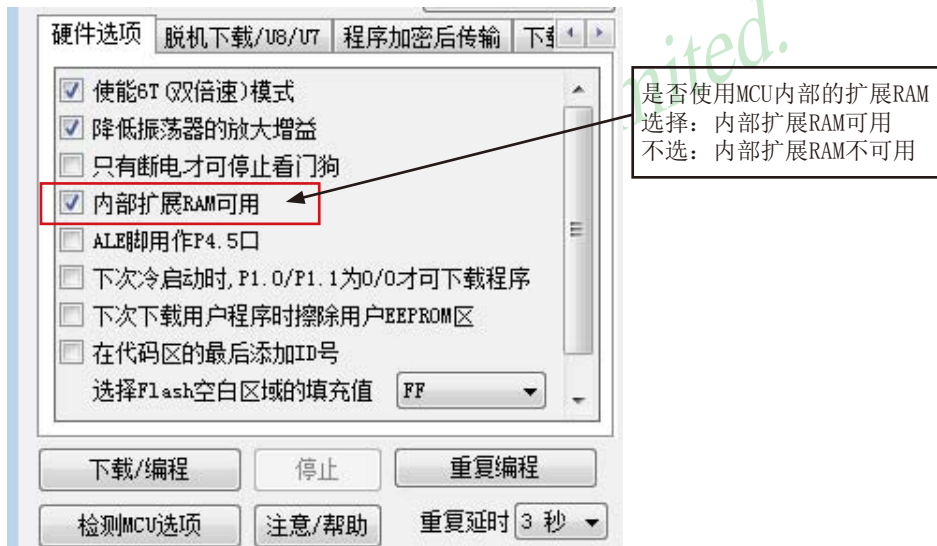 硬件选项 脱机下载/U8/U7 程序加密后传输
使能6T(双倍速)模式
降低振荡器的放大增益
只有断电才可停止看门狗
内部扩展RAM可用
ALE脚用作P4.5口
下次冷启动时,P1.0/P1.1为0/0才可下载程序
下次下载用户程序时擦除用户EEPROM区
在代码区的最后添加ID号
选择Flash空白区域的填充值 FF
下载/编程 停止 重复编程
检测MCU选项 注意/帮助 重复延时 3 秒
是否使用MCU内部的扩展RAM
选择：内部扩展RAM可用
不选：内部扩展RAM不可用